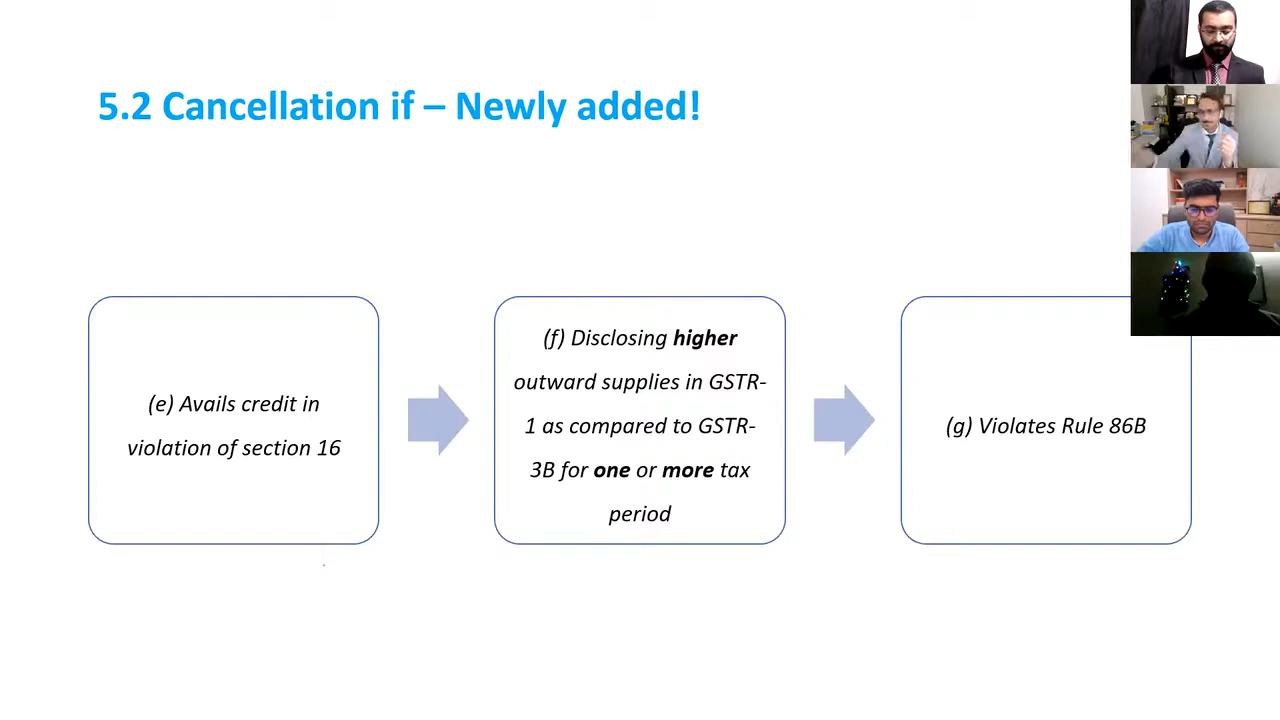 5.2 Cancellation if – Newly added!
(e) Avails credit in
violation of section 16
(f) Disclosing higher
outward supplies in GSTR-
1 as compared to GSTR-
3B for one or more tax
period
(g) Violates Rule 86B